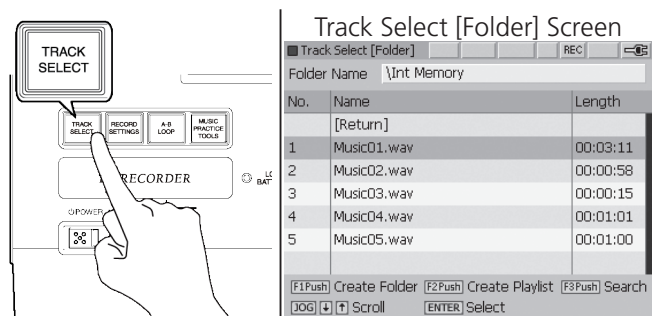 TRACK
SELECT
TRACK
SELECT
RECORD
SETTINGS
A-B
LOOP
MUSIC
PRACTICE
TOOLS
RECORDER
POWER
Track Select [Folder] Screen
Track Select [Folder] REC
Folder Name \Int Memory
No. Name Length
[Return]
1 Music01.wav 00:03:11
2 Music02.wav 00:00:58
3 Music03.wav 00:00:15
4 Music04.wav 00:01:01
5 Music05.wav 00:01:00
F1Push Create Folder F2Push Create Playlist F3Push Search
JOG ↓ ↑ Scroll ENTER Select